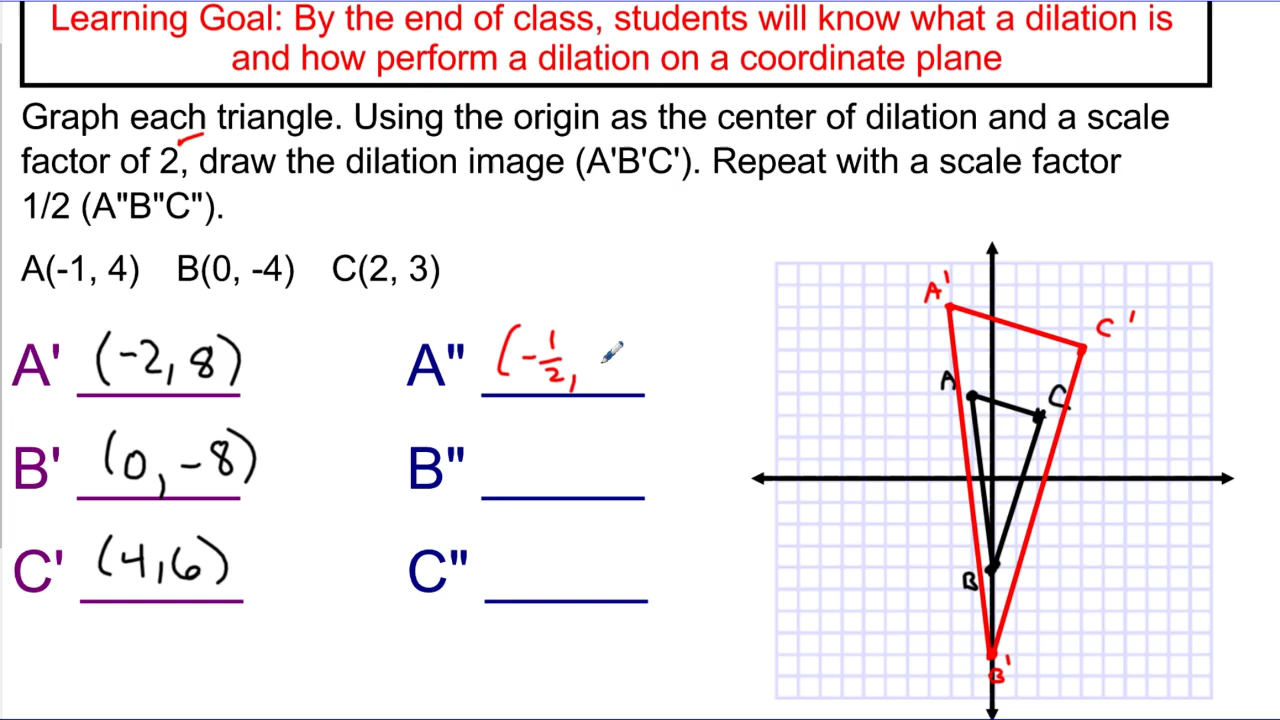 Learning Goal: By the end of class, students will know what a dilation is
and how perform a dilation on a coordinate plane
Graph each triangle. Using the origin as the center of dilation and a scale
factor of 2, draw the dilation image (A'B'C'). Repeat with a scale factor
1/2 (A"B"C").
A(-1, 4) B(0, -4) C(2, 3)
A' (-2, 8) A" (-1/2,
B' (0, -8) B"
C' (4, 6) C"
A'
C'
A
C
B
B'